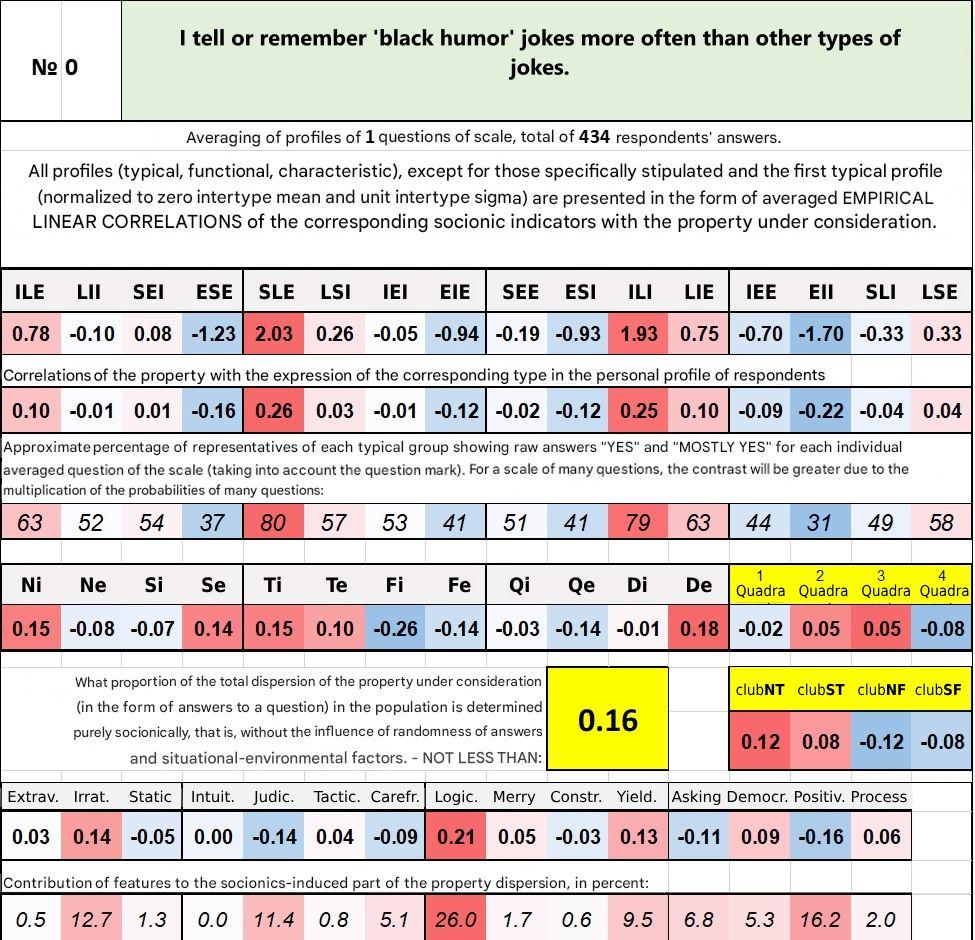 № 0
I tell or remember 'black humor' jokes more often than other types of
jokes.
Averaging of profiles of 1 questions of scale, total of 434 respondents' answers.
All profiles (typical, functional, characteristic), except for those specifically stipulated and the first typical profile
(normalized to zero intertype mean and unit intertype sigma) are presented in the form of averaged EMPIRICAL
LINEAR CORRELATIONS of the corresponding socionic indicators with the property under consideration.
ILE LII SEI ESE SLE LSI IEI EIE SEE ESI ILI LIE IEE EII SLI LSE
0.78 -0.10 0.08 -1.23 2.03 0.26 -0.05 -0.94 -0.19 -0.93 1.93 0.75 -0.70 -1.70 -0.33 0.33
Correlations of the property with the expression of the corresponding type in the personal profile of respondents
0.10 -0.01 0.01 -0.16 0.26 0.03 -0.01 -0.12 -0.02 -0.12 0.25 0.10 -0.09 -0.22 -0.04 0.04
Approximate percentage of representatives of each typical group showing raw answers "YES" and "MOSTLY YES" for each individual
averaged question of the scale (taking into account the question mark). For a scale of many questions, the contrast will be greater due to the
multiplication of the probabilities of many questions:
63 52 54 37 80 57 53 41 51 41 79 63 44 31 49 58
Ni Ne Si Se Ti Te Fi Fe Qi Qe Di De 1 Quadra 2 Quadra 3 Quadra 4 Quadra
0.15 -0.08 -0.07 0.14 0.15 0.10 -0.26 -0.14 -0.03 -0.14 -0.01 0.18 -0.02 0.05 0.05 -0.08
What proportion of the total dispersion of the property under consideration
(in the form of answers to a question) in the population is determined
purely socionically, that is, without the influence of randomness of answers
and situational-environmental factors. - NOT LESS THAN:
0.16
clubNT clubST clubNF clubSF
0.12 0.08 -0.12 -0.08
Extrav. Irrat. Static Intuit. Judic. Tactic. Carefr. Logic. Merry Constr. Yield. Asking Democr. Positiv. Process
0.03 0.14 -0.05 0.00 -0.14 0.04 -0.09 0.21 0.05 -0.03 0.13 -0.11 0.09 -0.16 0.06
Contribution of features to the socionics-induced part of the property dispersion, in percent:
0.5 12.7 1.3 0.0 11.4 0.8 5.1 26.0 1.7 0.6 9.5 6.8 5.3 16.2 2.0